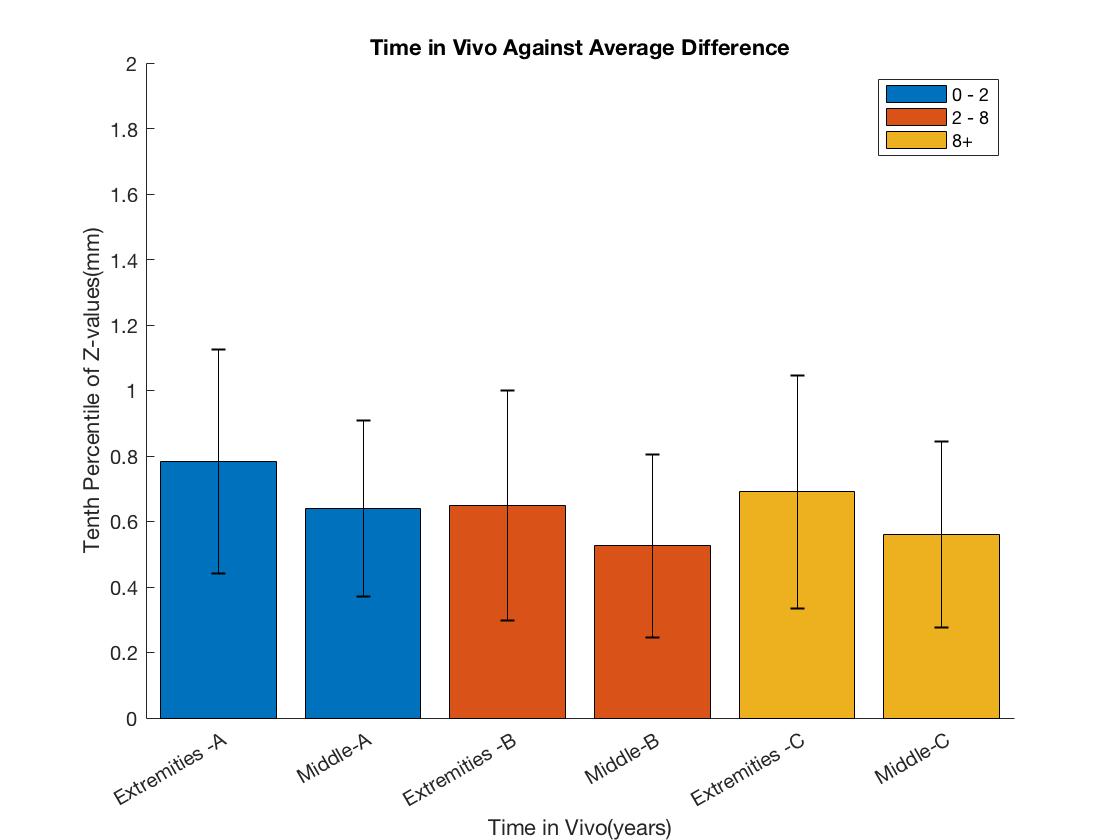 Time in Vivo Against Average Difference
0 - 2
2 - 8
8+
Tenth Percentile of Z-values(mm)
2
1.8
1.6
1.4
1.2
1
0.8
0.6
0.4
0.2
0
Extremities -A
Middle-A
Extremities -B
Middle-B
Extremities -C
Middle-C
Time in Vivo(years)